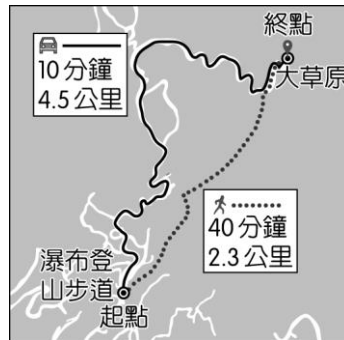 終點
大草原
10分鐘
4.5公里
40分鐘
2.3公里
瀑布登
山步道
起點